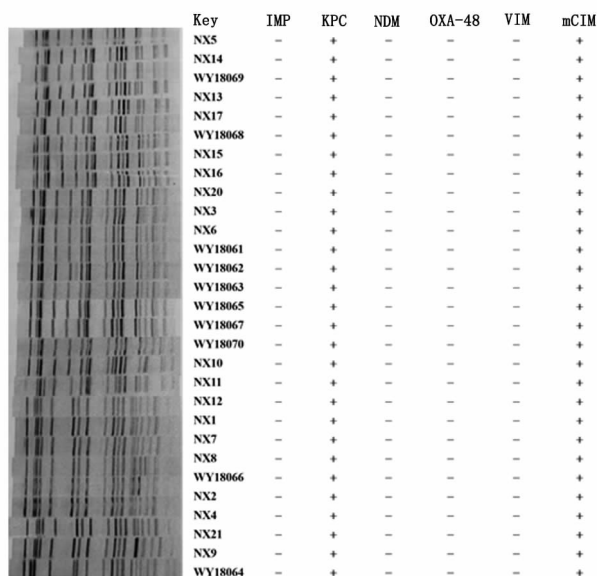 Key IMP KPC NDM OXA-48 VIM mCIM
NX5 − + − − − +
NX14 − + − − − +
WY18069 − + − − − +
NX13 − + − − − +
NX17 − + − − − +
WY18068 − + − − − +
NX15 − + − − − +
NX16 − + − − − +
NX20 − + − − − +
NX3 − + − − − +
NX6 − + − − − +
WY18061 − + − − − +
WY18062 − + − − − +
WY18063 − + − − − +
WY18065 − + − − − +
WY18067 − + − − − +
WY18070 − + − − − +
NX10 − + − − − +
NX11 − + − − − +
NX12 − + − − − +
NX1 − + − − − +
NX7 − + − − − +
NX8 − + − − − +
WY18066 − + − − − +
NX2 − + − − − +
NX4 − + − − − +
NX21 − + − − − +
NX9 − + − − − +
WY18064 − + − − − +